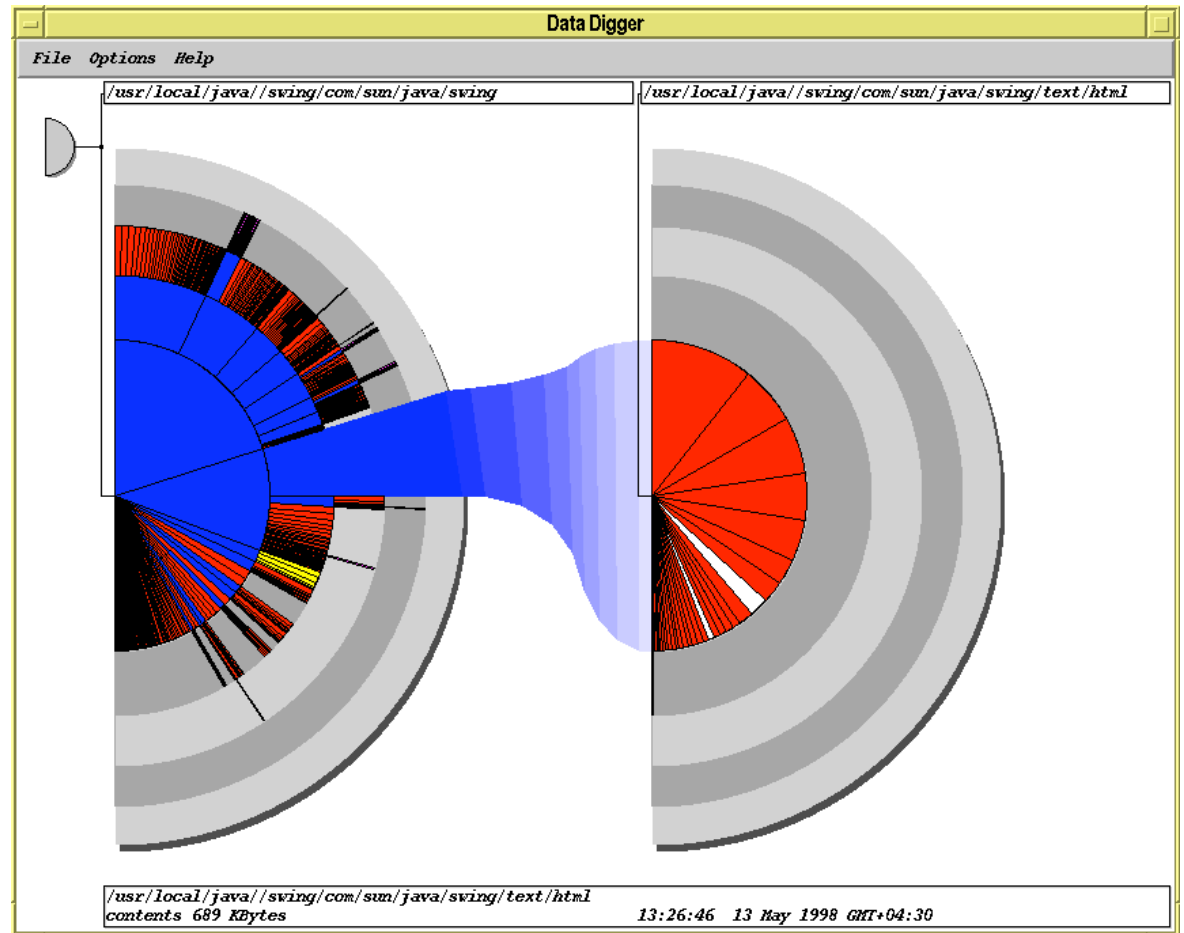 Data Digger
File Options Help
/usr/local/java//swing/com/sun/java/swing
/usr/local/java//swing/com/sun/java/swing/text/html
/usr/local/java//swing/com/sun/java/swing/text/html
contents 689 KBytes 13:26:46 13 May 1998 GMT+04:30